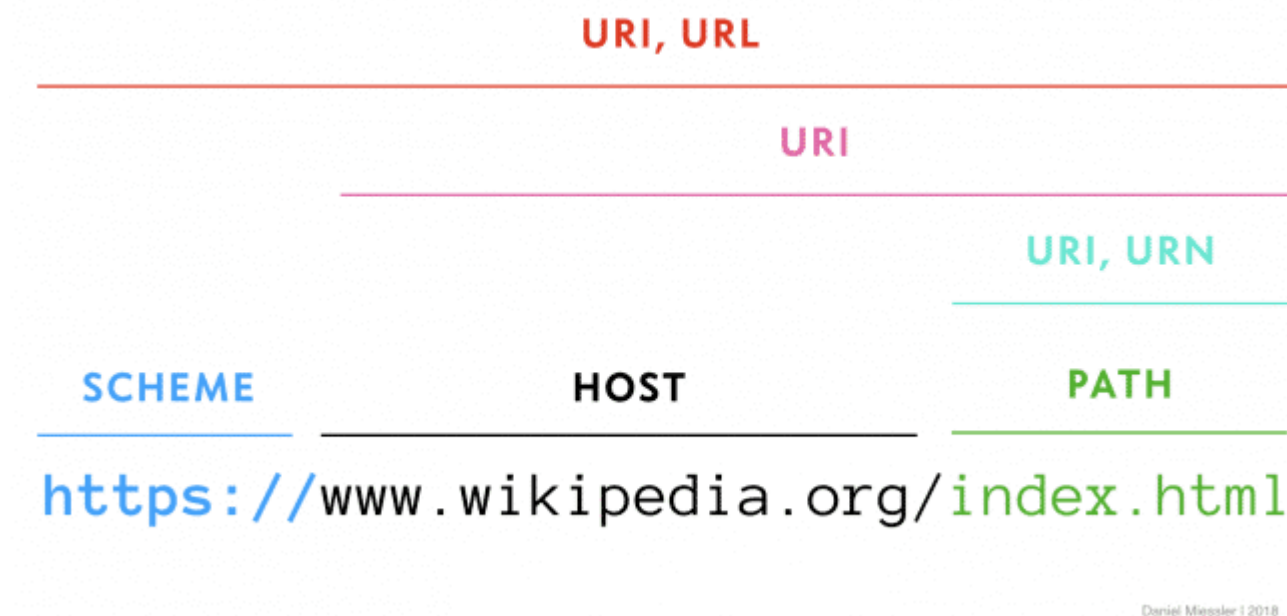 URI, URL
URI
URI, URN
SCHEME HOST PATH
https://www.wikipedia.org/index.html
Daniel Miessler | 2018